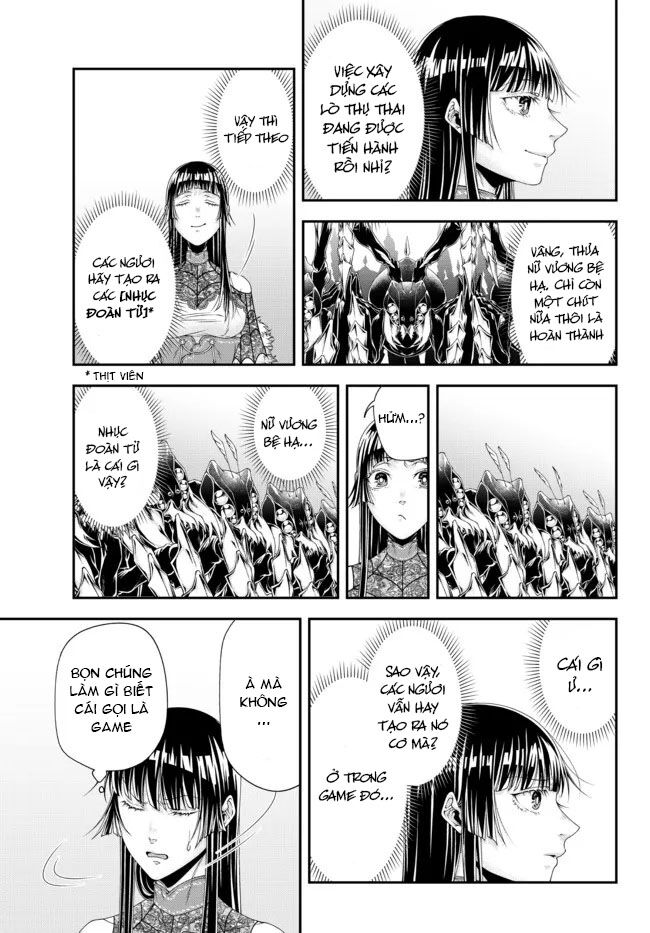 VIỆC XÂY
DỰNG CÁC
LÒ THỤ THAI
ĐANG ĐƯỢC
TIẾN HÀNH
RỒI NHỈ?
VÂNG, THƯA
NỮ VƯƠNG BỆ
HẠ, CHỈ CÒN
MỘT CHÚT
NỮA THÔI LÀ
HOÀN THÀNH
VẬY THÌ
TIẾP THEO
CÁC NGƯƠI
HÃY TẠO RA
CÁC [NHỤC
ĐOÀN TỬ]*
* THỊT VIÊN
HỬM...?
NỮ VƯƠNG
BỆ HẠ...
NHỤC
ĐOÀN TỬ
LÀ CÁI GÌ
VẬY?
CÁI GÌ
Ư...
SAO VẬY,
CÁC NGƯƠI
VẪN HAY
TẠO RA NÓ
CƠ MÀ?
Ở TRONG
GAME ĐÓ...
À MÀ
KHÔNG
...
BỌN CHÚNG
LÀM GÌ BIẾT
CÁI GỌI LÀ
GAME